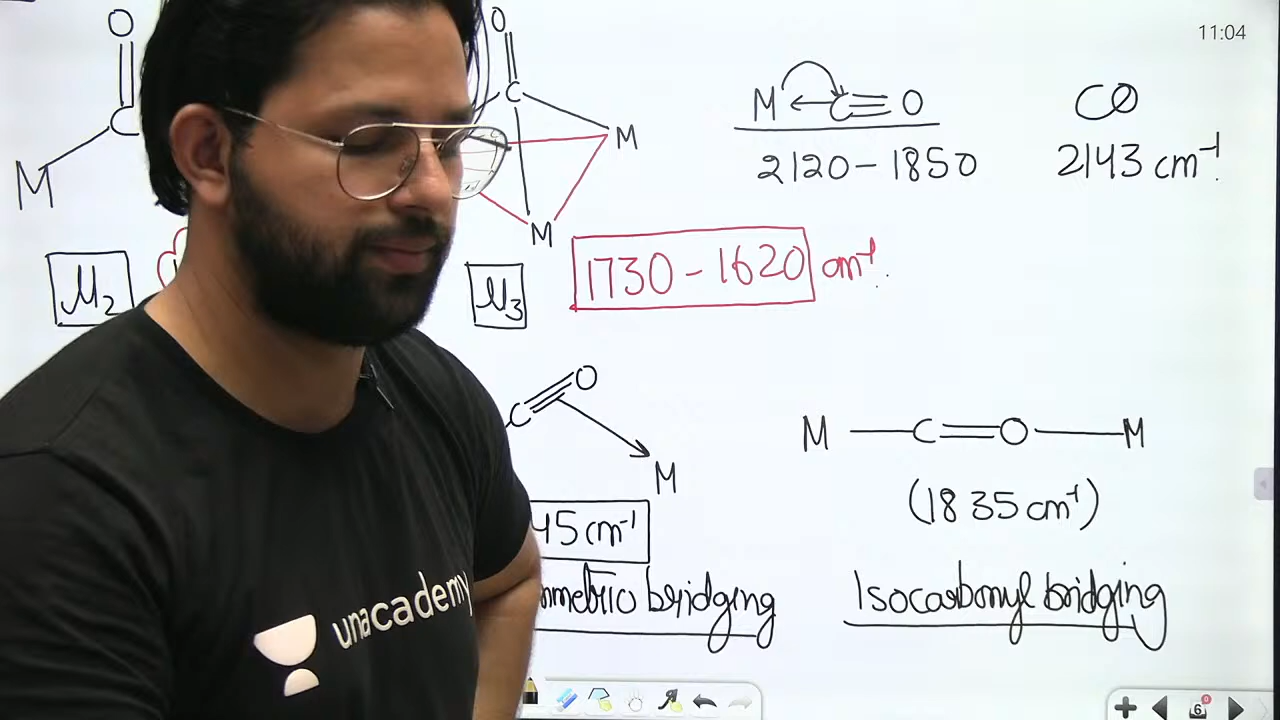 11:04
O
C
M
O
C
M
M
M ← C≡O
2120 - 1850
CO
2143 cm⁻¹
μ₂
μ₃
1730 - 1620 cm⁻¹
C≡O
M
M — C=O — M
(1835 cm⁻¹)
45 cm⁻¹
bridging
Isocarbonyl bridging
unacademy
6